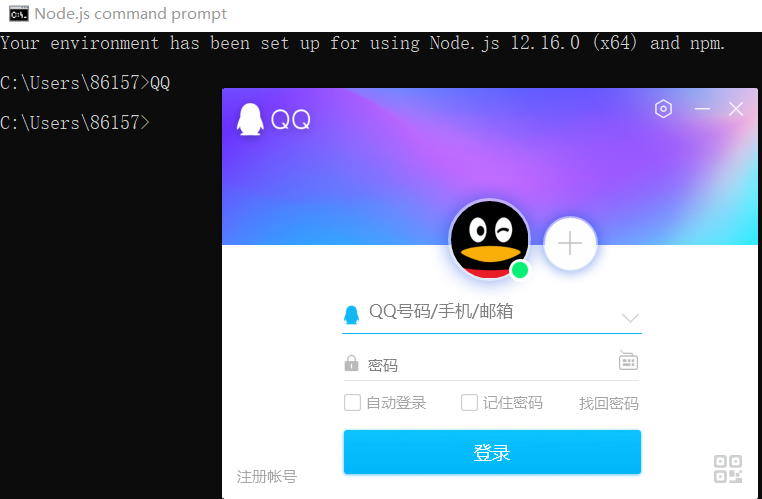 Node.js command prompt
Your environment has been set up for using Node.js 12.16.0 (x64) and npm.
C:\Users\86157>QQ
C:\Users\86157>
QQ
QQ号码/手机/邮箱
密码
自动登录 记住密码 找回密码
登录
注册帐号